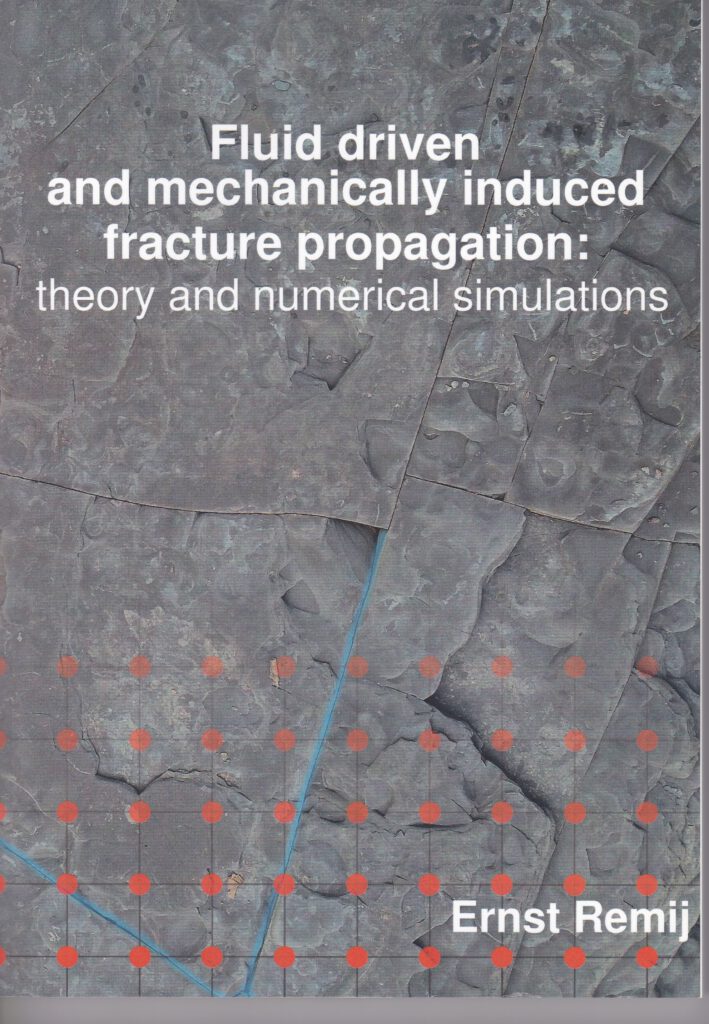 Fluid driven
and mechanically induced
fracture propagation:
theory and numerical simulations
Ernst Remij